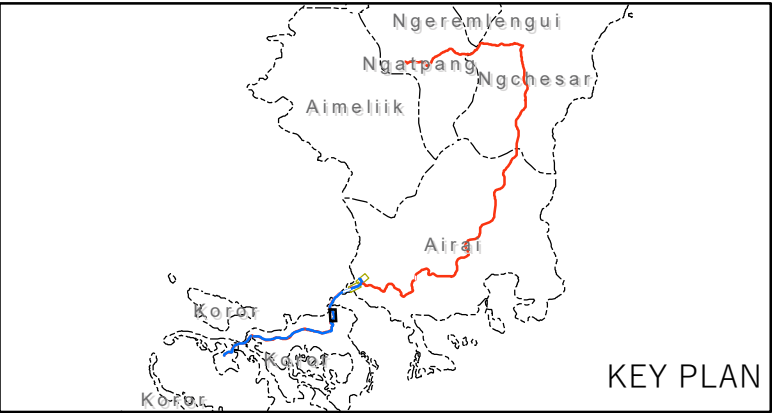 Ngeremlengui
Ngatpang
Ngchesar
Aimeliik
Airai
Koror
Koror
Koror
KEY PLAN